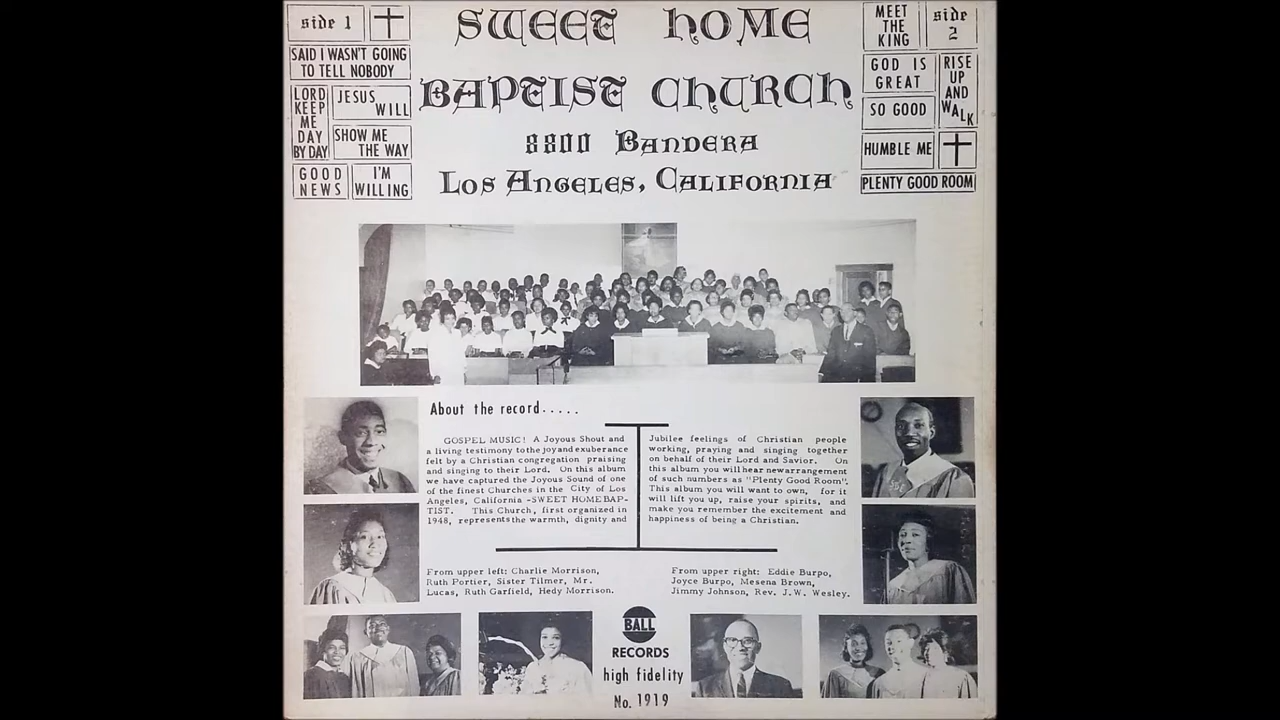 side 1
SAID I WASN'T GOING
TO TELL NOBODY
LORD
KEEP
ME
DAY
BY DAY
JESUS
WILL
SHOW ME
THE WAY
GOOD
NEWS
I'M
WILLING
SWEET HOME
BAPTIST CHURCH
8800 BANDERA
LOS ANGELES, CALIFORNIA
MEET
THE
KING
side
2
GOD IS
GREAT
RISE
UP
AND
WALK
SO GOOD
HUMBLE ME
PLENTY GOOD ROOM
About the record.....
GOSPEL MUSIC! A Joyous Shout and
a living testimony to the joy and exuberance
felt by a Christian congregation praising
and singing to their Lord. On this album
we have captured the Joyous Sound of one
of the finest Churches in the City of Los
Angeles, California -SWEET HOME BAP-
TIST. This Church, first organized in
1948, represents the warmth, dignity and
Jubilee feelings of Christian people
working, praying and singing together
on behalf of their Lord and Savior. On
this album you will hear new arrangement
of such numbers as "Plenty Good Room".
This album you will want to own, for it
will lift you up, raise your spirits, and
make you remember the excitement and
happiness of being a Christian.
From upper left: Charlie Morrison,
Ruth Portier, Sister Tilmer, Mr.
Lucas, Ruth Garfield, Hedy Morrison.
From upper right: Eddie Burpo,
Joyce Burpo, Mesena Brown,
Jimmy Johnson, Rev. J.W. Wesley.
BALL
RECORDS
high fidelity
No. 1919